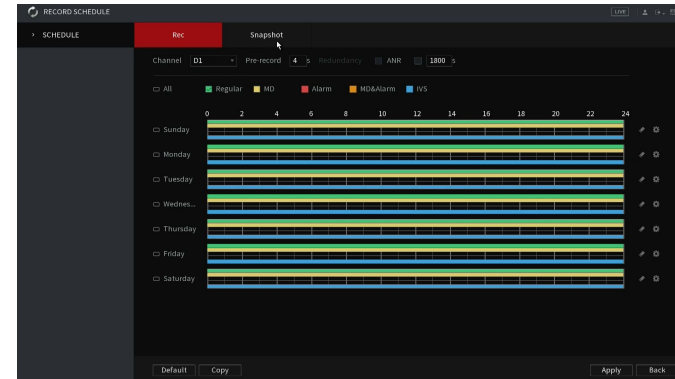 RECORD SCHEDULE LIVE
SCHEDULE Rec Snapshot
Channel D1 Pre-record 4 s Redundancy ANR 1800 s
All Regular MD Alarm MD&Alarm IVS
0 2 4 6 8 10 12 14 16 18 20 22 24
Sunday
Monday
Tuesday
Wednes...
Thursday
Friday
Saturday
Default Copy Apply Back